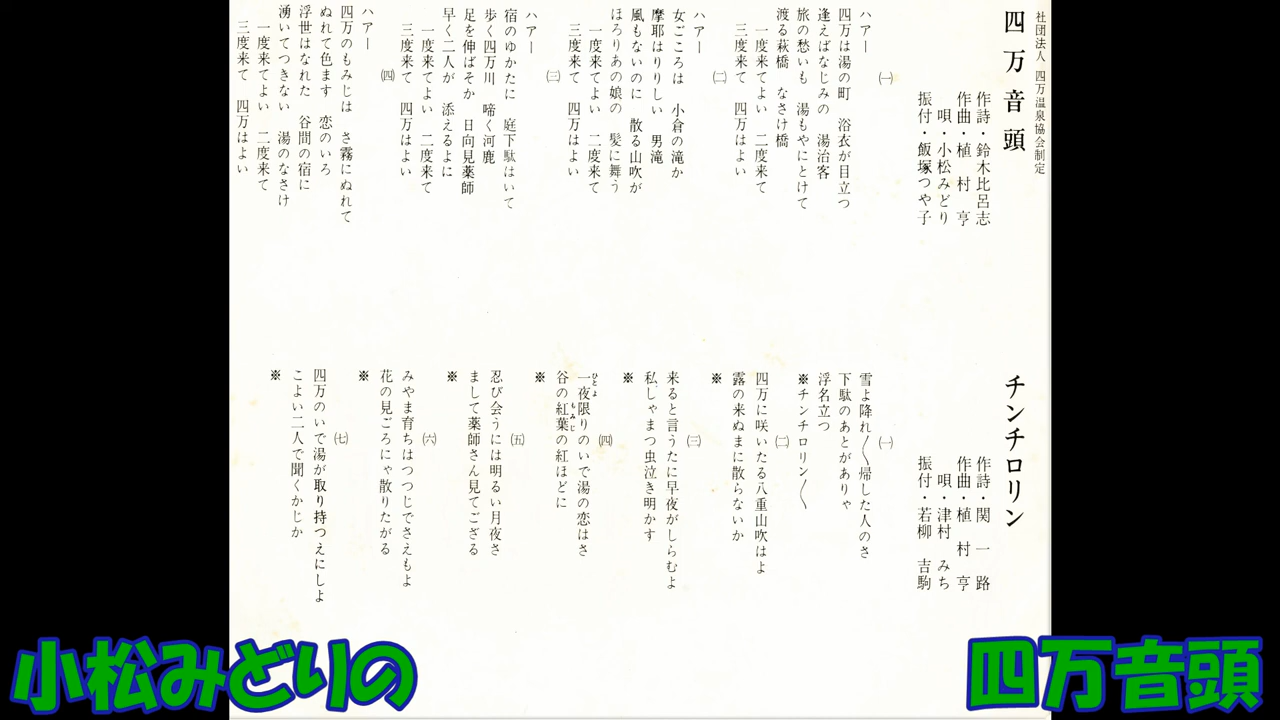 社団法人 四万温泉協会制定
四万音頭
作詩・鈴木比呂志
作曲・植村 亨
唄・小松みどり
振付・飯塚つや子
(一)
ハアー
四万は湯の町 浴衣が目立つ
逢えばなじみの 湯治客
旅の愁いも 湯もやにとけて
渡る萩橋 なさけ橋
一度来てよい 二度来て
三度来て 四万はよい
(二)
ハアー
女ごころは 小倉の滝か
摩耶はりりしい 男滝
風もないのに 散る山吹が
ほろりあの娘の 髪に舞う
一度来てよい 二度来て
三度来て 四万はよい
(三)
ハアー
宿のゆかたに 庭下駄はいて
歩く四万川 啼く河鹿
足を伸ばそか 日向見薬師
早く二人が 添えるよに
一度来てよい 二度来て
三度来て 四万はよい
(四)
ハアー
四万のもみじは さ霧にぬれて
ぬれて色ます 恋のいろ
浮世はなれた 谷間の宿に
湧いてつきない 湯のなさけ
一度来てよい 二度来て
三度来て 四万はよい
チンチロリン
作詩・関 一路
作曲・植村 亨
唄・津村 みち
振付・若柳 吉駒
(一)
雪よ降れ〱帰した人のさ
下駄のあとがありゃ
浮名立つ
※チンチロリン〱
(二)
四万に咲いたる八重山吹はよ
露の来ぬまに散らないか
※
(三)
来ると言うたに早夜がしらむよ
私しゃまつ虫泣き明かす
※
(四)
一夜限りのいで湯の恋はさ
谷の紅葉の紅ほどに
※
(五)
忍び会うには明るい月夜さ
まして薬師さん見てござる
※
(六)
みやま育ちはつつじでさえもよ
花の見ごろにゃ散りたがる
※
(七)
四万のいで湯が取り持つえにしよ
こよい二人で聞くかじか
※
小松みどりの
四万音頭